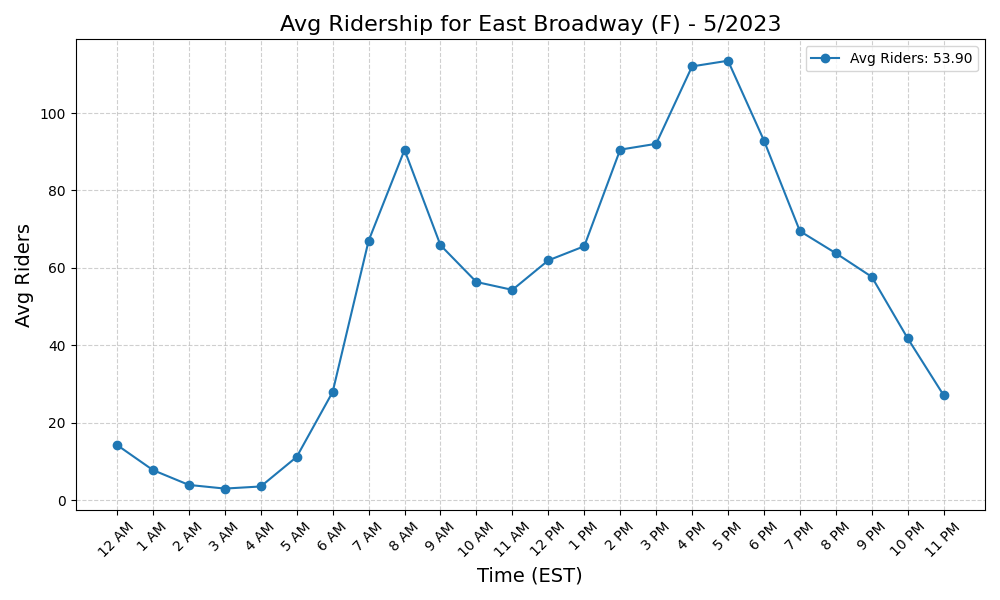 Avg Ridership for East Broadway (F) - 5/2023
Avg Riders: 53.90
Avg Riders
100
80
60
40
20
0
12 AM
1 AM
2 AM
3 AM
4 AM
5 AM
6 AM
7 AM
8 AM
9 AM
10 AM
11 AM
12 PM
1 PM
2 PM
3 PM
4 PM
5 PM
6 PM
7 PM
8 PM
9 PM
10 PM
11 PM
Time (EST)